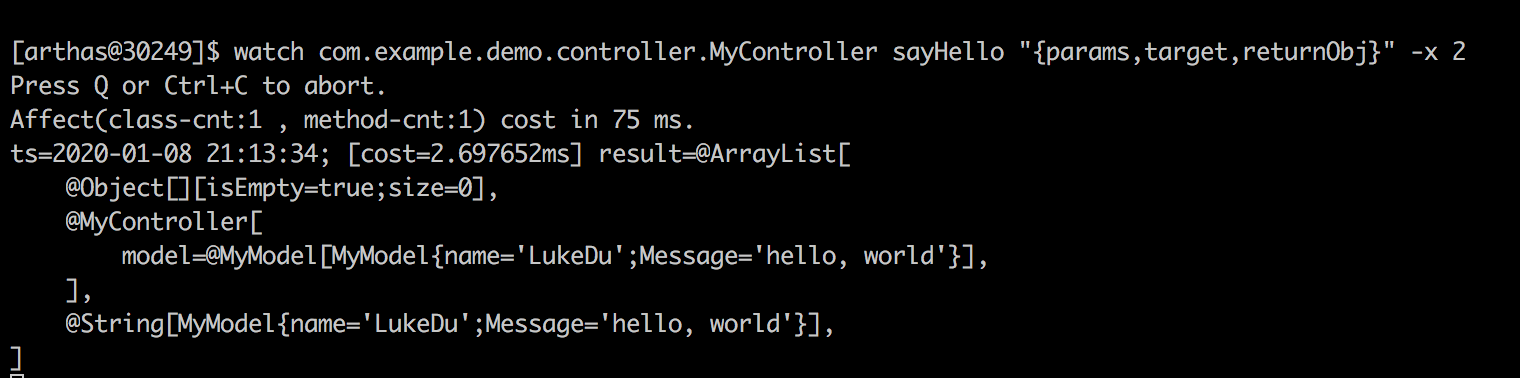 [arthas@30249]$ watch com.example.demo.controller.MyController sayHello "{params,target,returnObj}" -x 2
Press Q or Ctrl+C to abort.
Affect(class-cnt:1 , method-cnt:1) cost in 75 ms.
ts=2020-01-08 21:13:34; [cost=2.697652ms] result=@ArrayList[
    @Object[][isEmpty=true;size=0],
    @MyController[
        model=@MyModel[MyModel{name='LukeDu';Message='hello, world'}],
    ],
    @String[MyModel{name='LukeDu';Message='hello, world'}],
]